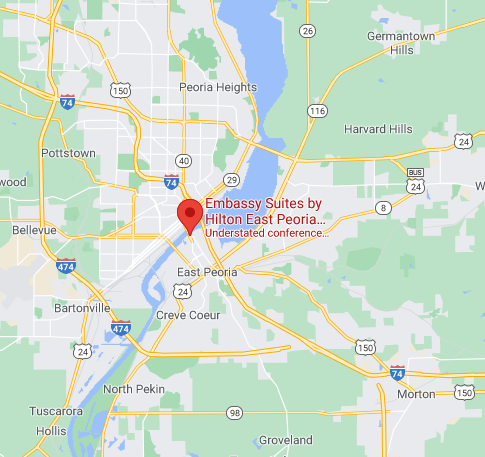 26
Germantown
Hills
150
Peoria Heights
74
116
Harvard Hills
24
Pottstown
40
BUS
24
wood
74
29
W
8
Embassy Suites by
Hilton East Peoria...
Understated conference...
Bellevue
474
East Peoria
24
Bartonville
Creve Coeur
474
24
150
150
74
North Pekin
Morton
150
Tuscarora
98
Hollis
Groveland